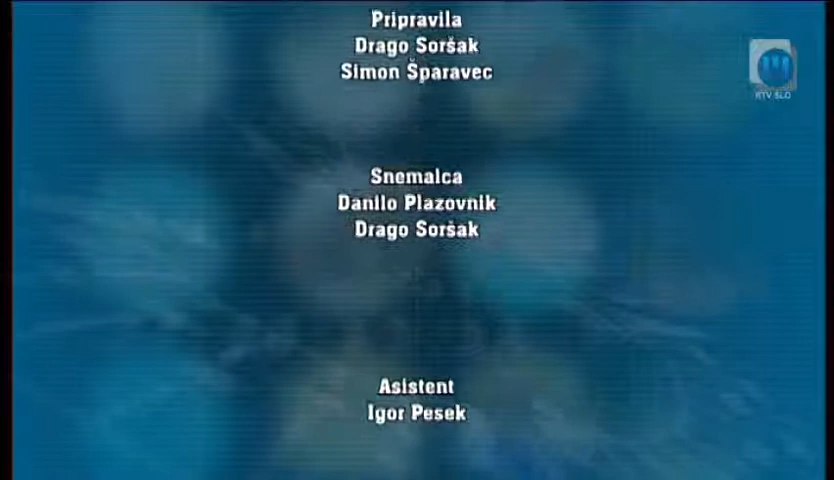 Pripravila
Drago Soršak
Simon Šparavec
RTV SLO
Snemalca
Danilo Plazovnik
Drago Soršak
Asistent
Igor Pesek